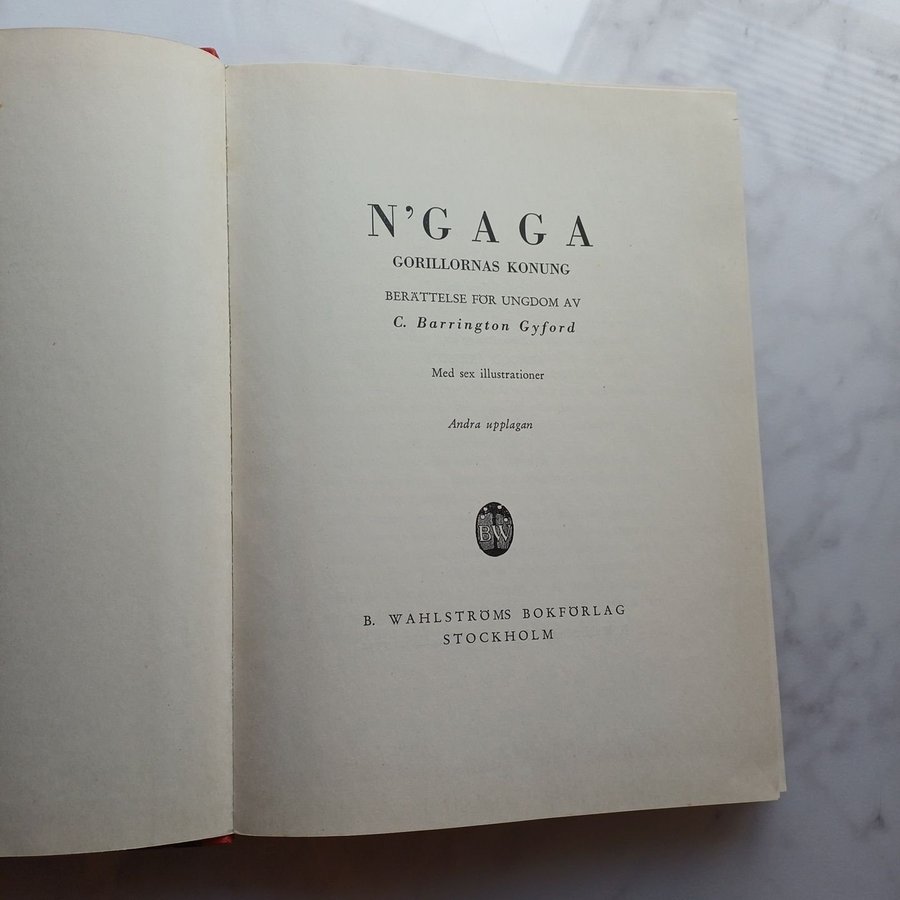 N’GAGA
GORILLORNAS KONUNG
BERÄTTELSE FÖR UNGDOM AV
C. Barrington Gyford
Med sex illustrationer
Andra upplagan
BW
B. WAHLSTRÖMS BOKFÖRLAG
STOCKHOLM